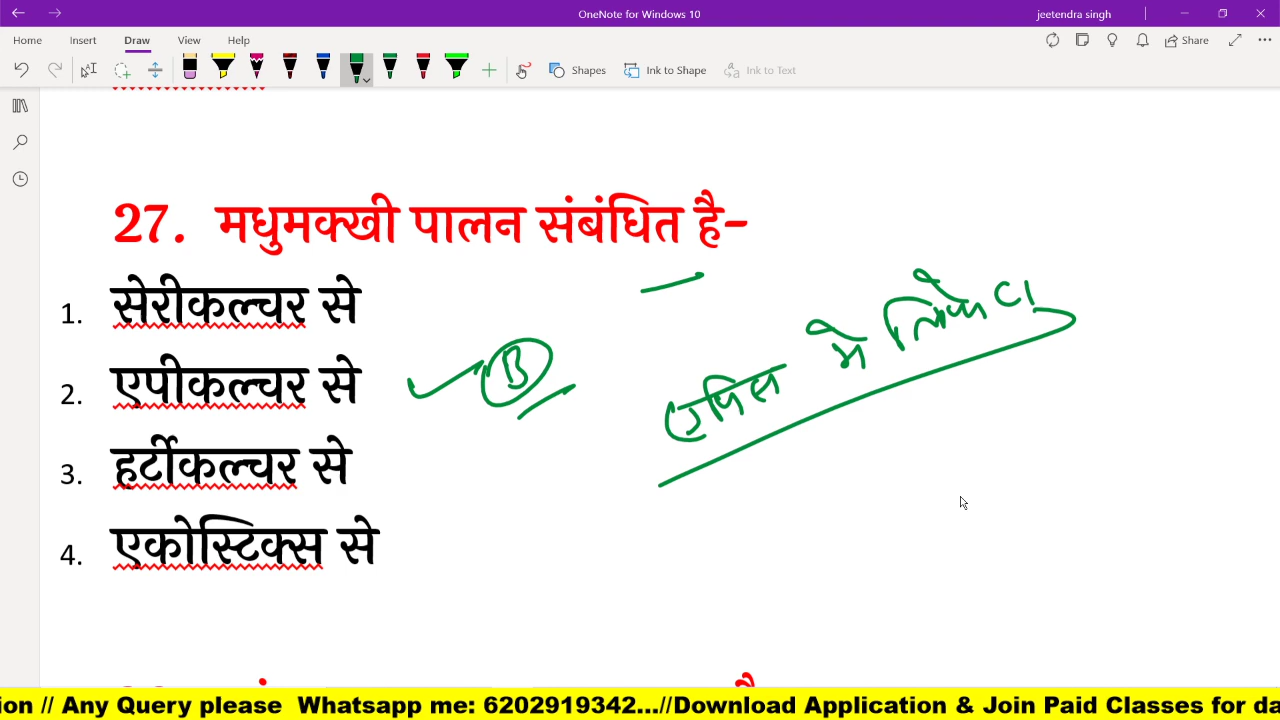 OneNote for Windows 10
jeetendra singh
Home Insert Draw View Help
Share
Shapes Ink to Shape Ink to Text
27. मधुमक्खी पालन संबंधित है-
1. सेरीकल्चर से
2. एपीकल्चर से
B
3. हर्टीकल्चर से
4. एकोस्टिक्स से
एपिस मे
ion // Any Query please Whatsapp me: 6202919342...//Download Application & Join Paid Classes for da